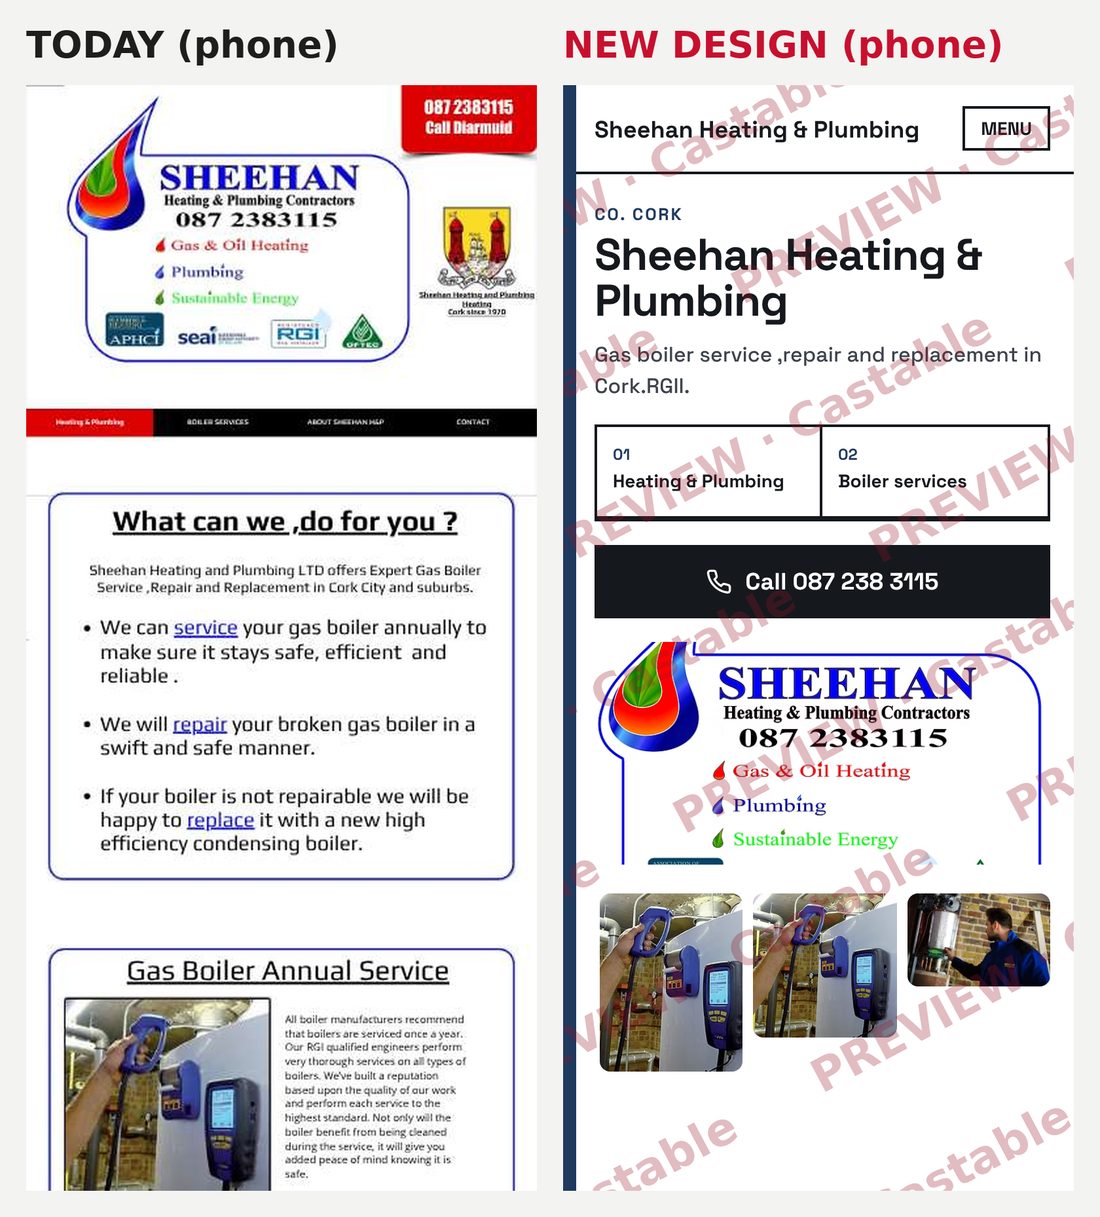 TODAY (phone)
087 2383115
Call Diarmuid
SHEEHAN
Heating & Plumbing Contractors
087 2383115
Gas & Oil Heating
Plumbing
Sustainable Energy
APHCI
seai
REGISTERED
RGI
OFTEC
Sheehan Heating and Plumbing
Heating
Cork since 1970
Heating & Plumbing
BOILER SERVICES
ABOUT SHEEHAN H&P
CONTACT
What can we ,do for you ?
Sheehan Heating and Plumbing LTD offers Expert Gas Boiler
Service ,Repair and Replacement in Cork City and suburbs.
• We can service your gas boiler annually to
make sure it stays safe, efficient and
reliable .
• We will repair your broken gas boiler in a
swift and safe manner.
• If your boiler is not repairable we will be
happy to replace it with a new high
efficiency condensing boiler.
Gas Boiler Annual Service
All boiler manufacturers recommend
that boilers are serviced once a year.
Our RGI qualified engineers perform
very thorough services on all types of
boilers. We've built a reputation
based upon the quality of our work
and perform each service to the
highest standard. Not only will the
boiler benefit from being cleaned
during the service, it will give you
added peace of mind knowing it is
safe.
NEW DESIGN (phone)
Sheehan Heating & Plumbing
MENU
CO. CORK
Sheehan Heating &
Plumbing
Gas boiler service ,repair and replacement in
Cork.RGII.
01
Heating & Plumbing
02
Boiler services
Call 087 238 3115
SHEEHAN
Heating & Plumbing Contractors
087 2383115
Gas & Oil Heating
Plumbing
Sustainable Energy
ASSOCIATION OF
PREVIEW · Castable